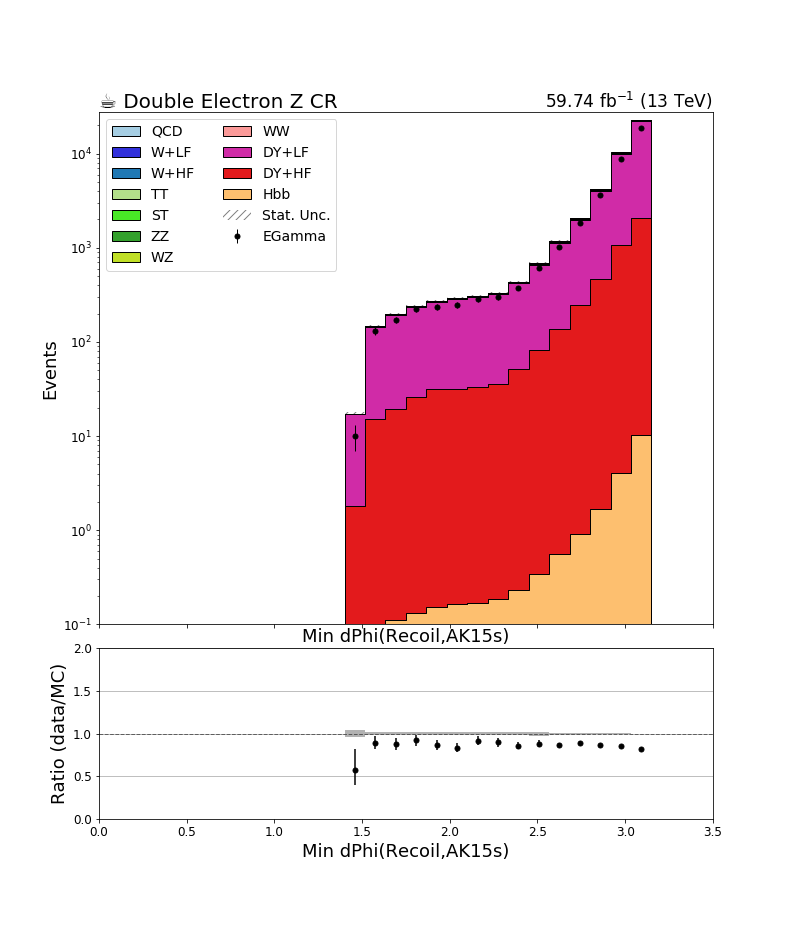 ☕ Double Electron Z CR
59.74 fb⁻¹ (13 TeV)
QCD
W+LF
W+HF
TT
ST
ZZ
WZ
WW
DY+LF
DY+HF
Hbb
Stat. Unc.
EGamma
Events
10⁴
10³
10²
10¹
10⁰
10⁻¹
Min dPhi(Recoil,AK15s)
Ratio (data/MC)
2.0
1.5
1.0
0.5
0.0
0.0 0.5 1.0 1.5 2.0 2.5 3.0 3.5
Min dPhi(Recoil,AK15s)